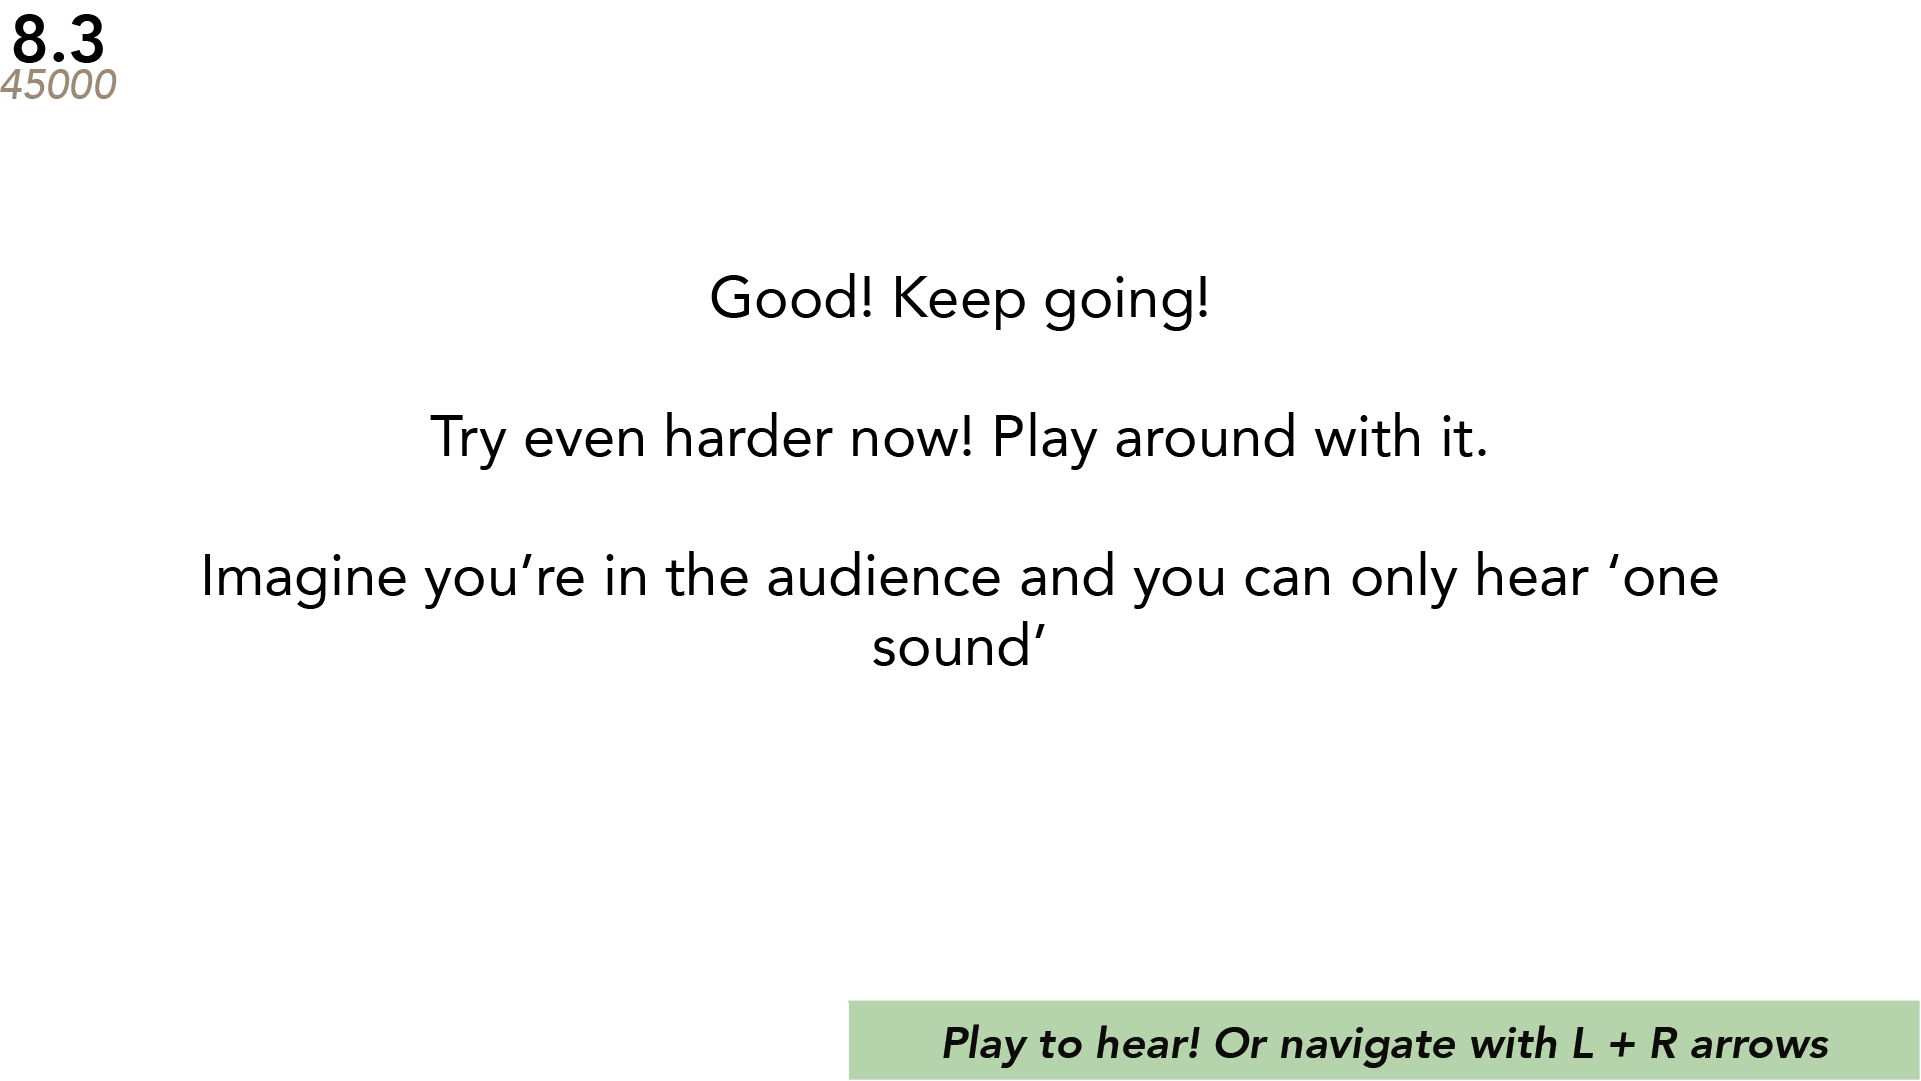 8.3
45000
Good! Keep going!
Try even harder now! Play around with it.
Imagine you’re in the audience and you can only hear ‘one
sound’
Play to hear! Or navigate with L + R arrows